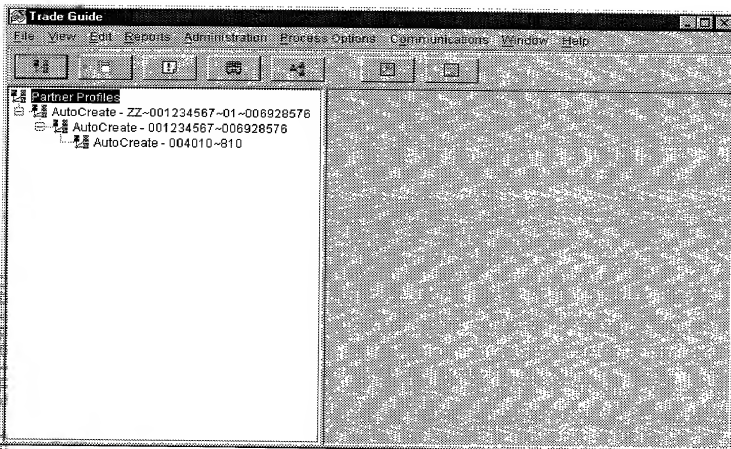 Trade Guide
File View Edit Reports Administration Process Options Communications Window Help
Partner Profiles
AutoCreate - ZZ~001234567~01~006928576
AutoCreate - 001234567~006928576
AutoCreate - 004010~810